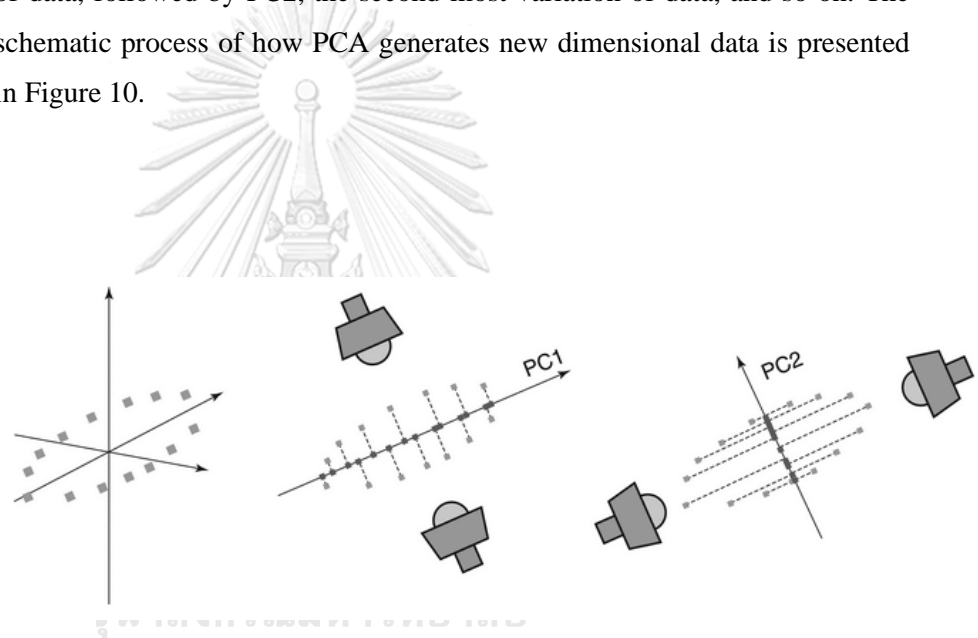 of data, followed by PC2, the second most variation of data, and so on. The
schematic process of how PCA generates new dimensional data is presented
in Figure 10.
PC1
PC2